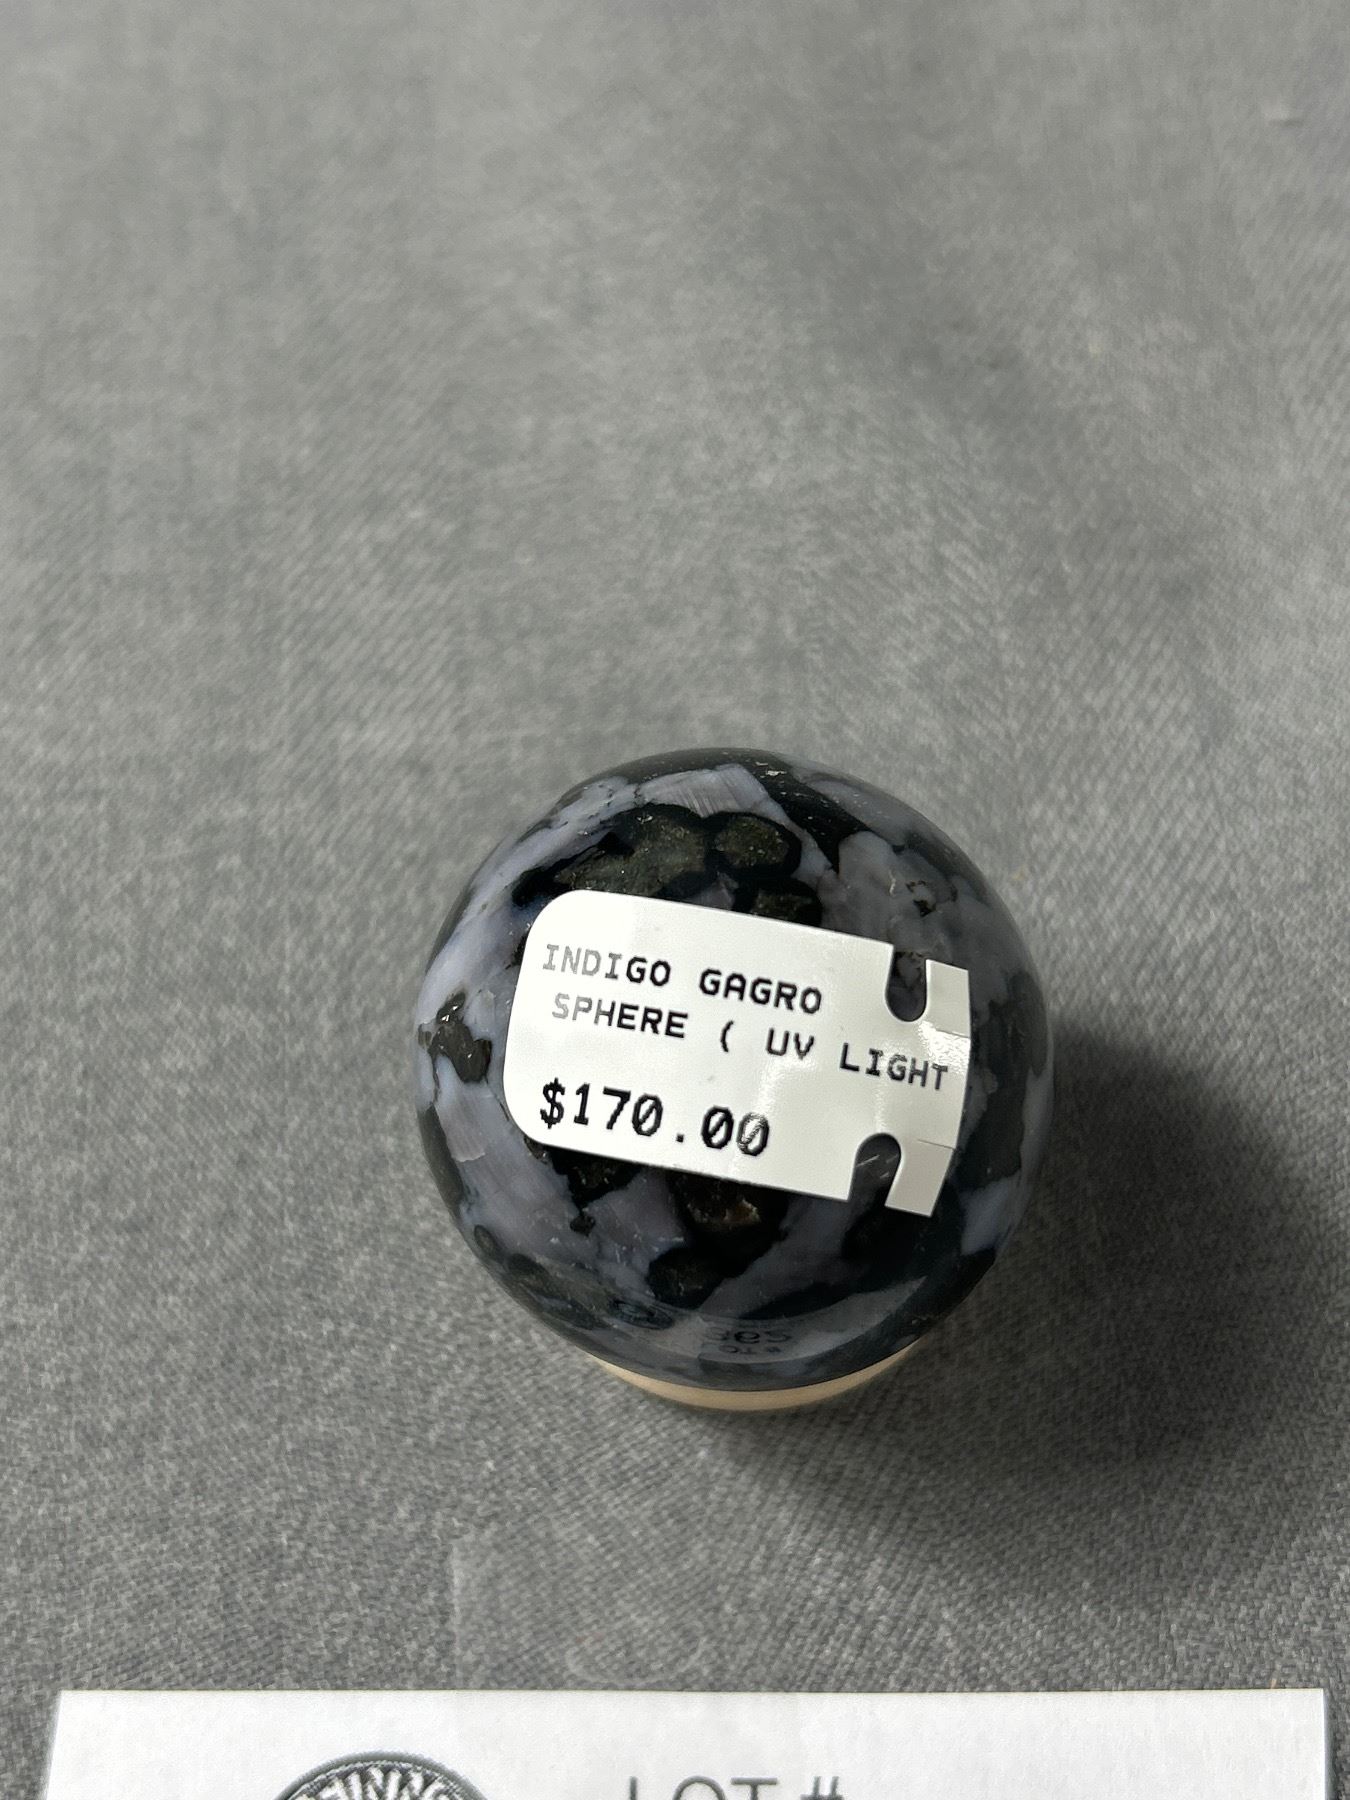 INDIGO GAGRO
SPHERE ( UV LIGHT
$170.00
LOT #